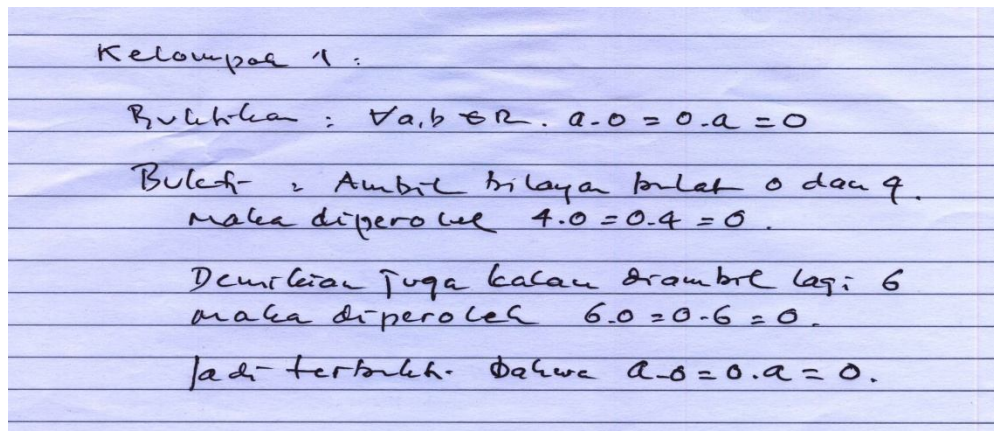 Kelompok 1 :
Buktikan : ∀a,b ∈ R. a.0 = 0.a = 0
Bukti : Ambil bilangan bulat 0 dan 4.
maka diperoleh 4.0 = 0.4 = 0.
Demikian juga kalau diambil lagi 6
maka diperoleh 6.0 = 0.6 = 0.
Jadi terbukti bahwa a.0 = 0.a = 0.